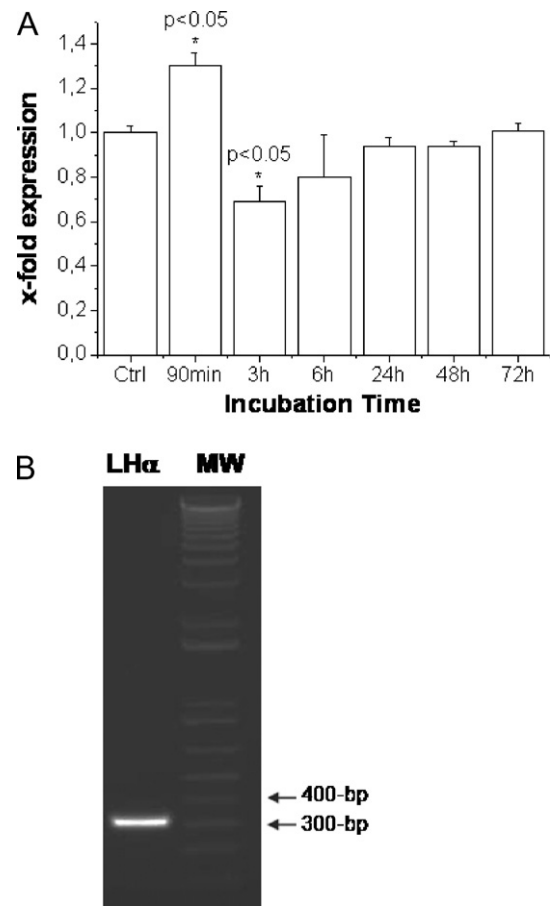 A
x-fold expression
1,4
1,2
1,0
0,8
0,6
0,4
0,2
0,0
p<0.05
*
p<0.05
*
Ctrl 90min 3h 6h 24h 48h 72h
Incubation Time
B
LHα MW
400-bp
300-bp